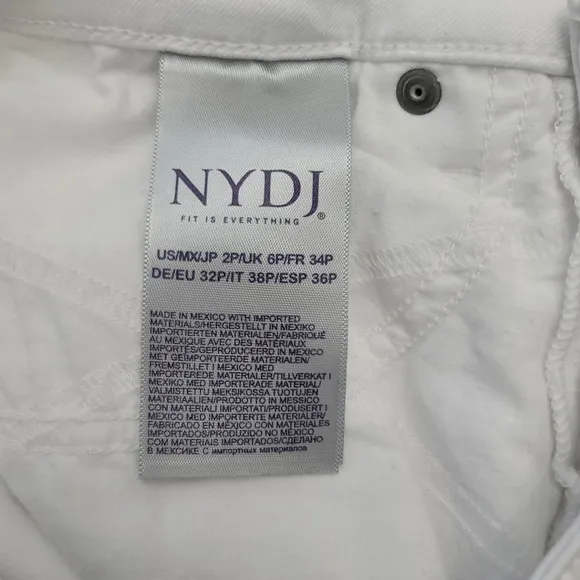 NYDJ®
FIT IS EVERYTHING
US/MX/JP 2P/UK 6P/FR 34P
DE/EU 32P/IT 38P/ESP 36P
MADE IN MEXICO WITH IMPORTED
MATERIALS/HERGESTELLT IN MEXIKO
IMPORTIERTEN MATERIALIEN/FABRIQUÉ
AU MEXIQUE AVEC DES MATERIAUX
IMPORTÉS/GEPRODUCEERD IN MEXICO
MET GEÏMPORTEERDE MATERIALEN/
FREMSTILLET I MEXICO MED
IMPORTEREDE MATERIALER/TILLVERKAT I
MEXIKO MED IMPORTERADE MATERIAL/
VALMISTETTU MEKSIKOSSA TUOTUJEN
MATERIAALIEN/PRODOTTO IN MESSICO
CON MATERIALI IMPORTATI/PRODUSERT I
MEXICO MED IMPORTERTE MATERIALER/
FABRICADO EN MÉXICO CON MATERIALES
IMPORTADOS/PRODUZIDO NO MÉXICO
COM MATERIAIS IMPORTADOS/СДЕЛАНО
В МЕКСИКЕ С импортных материалов